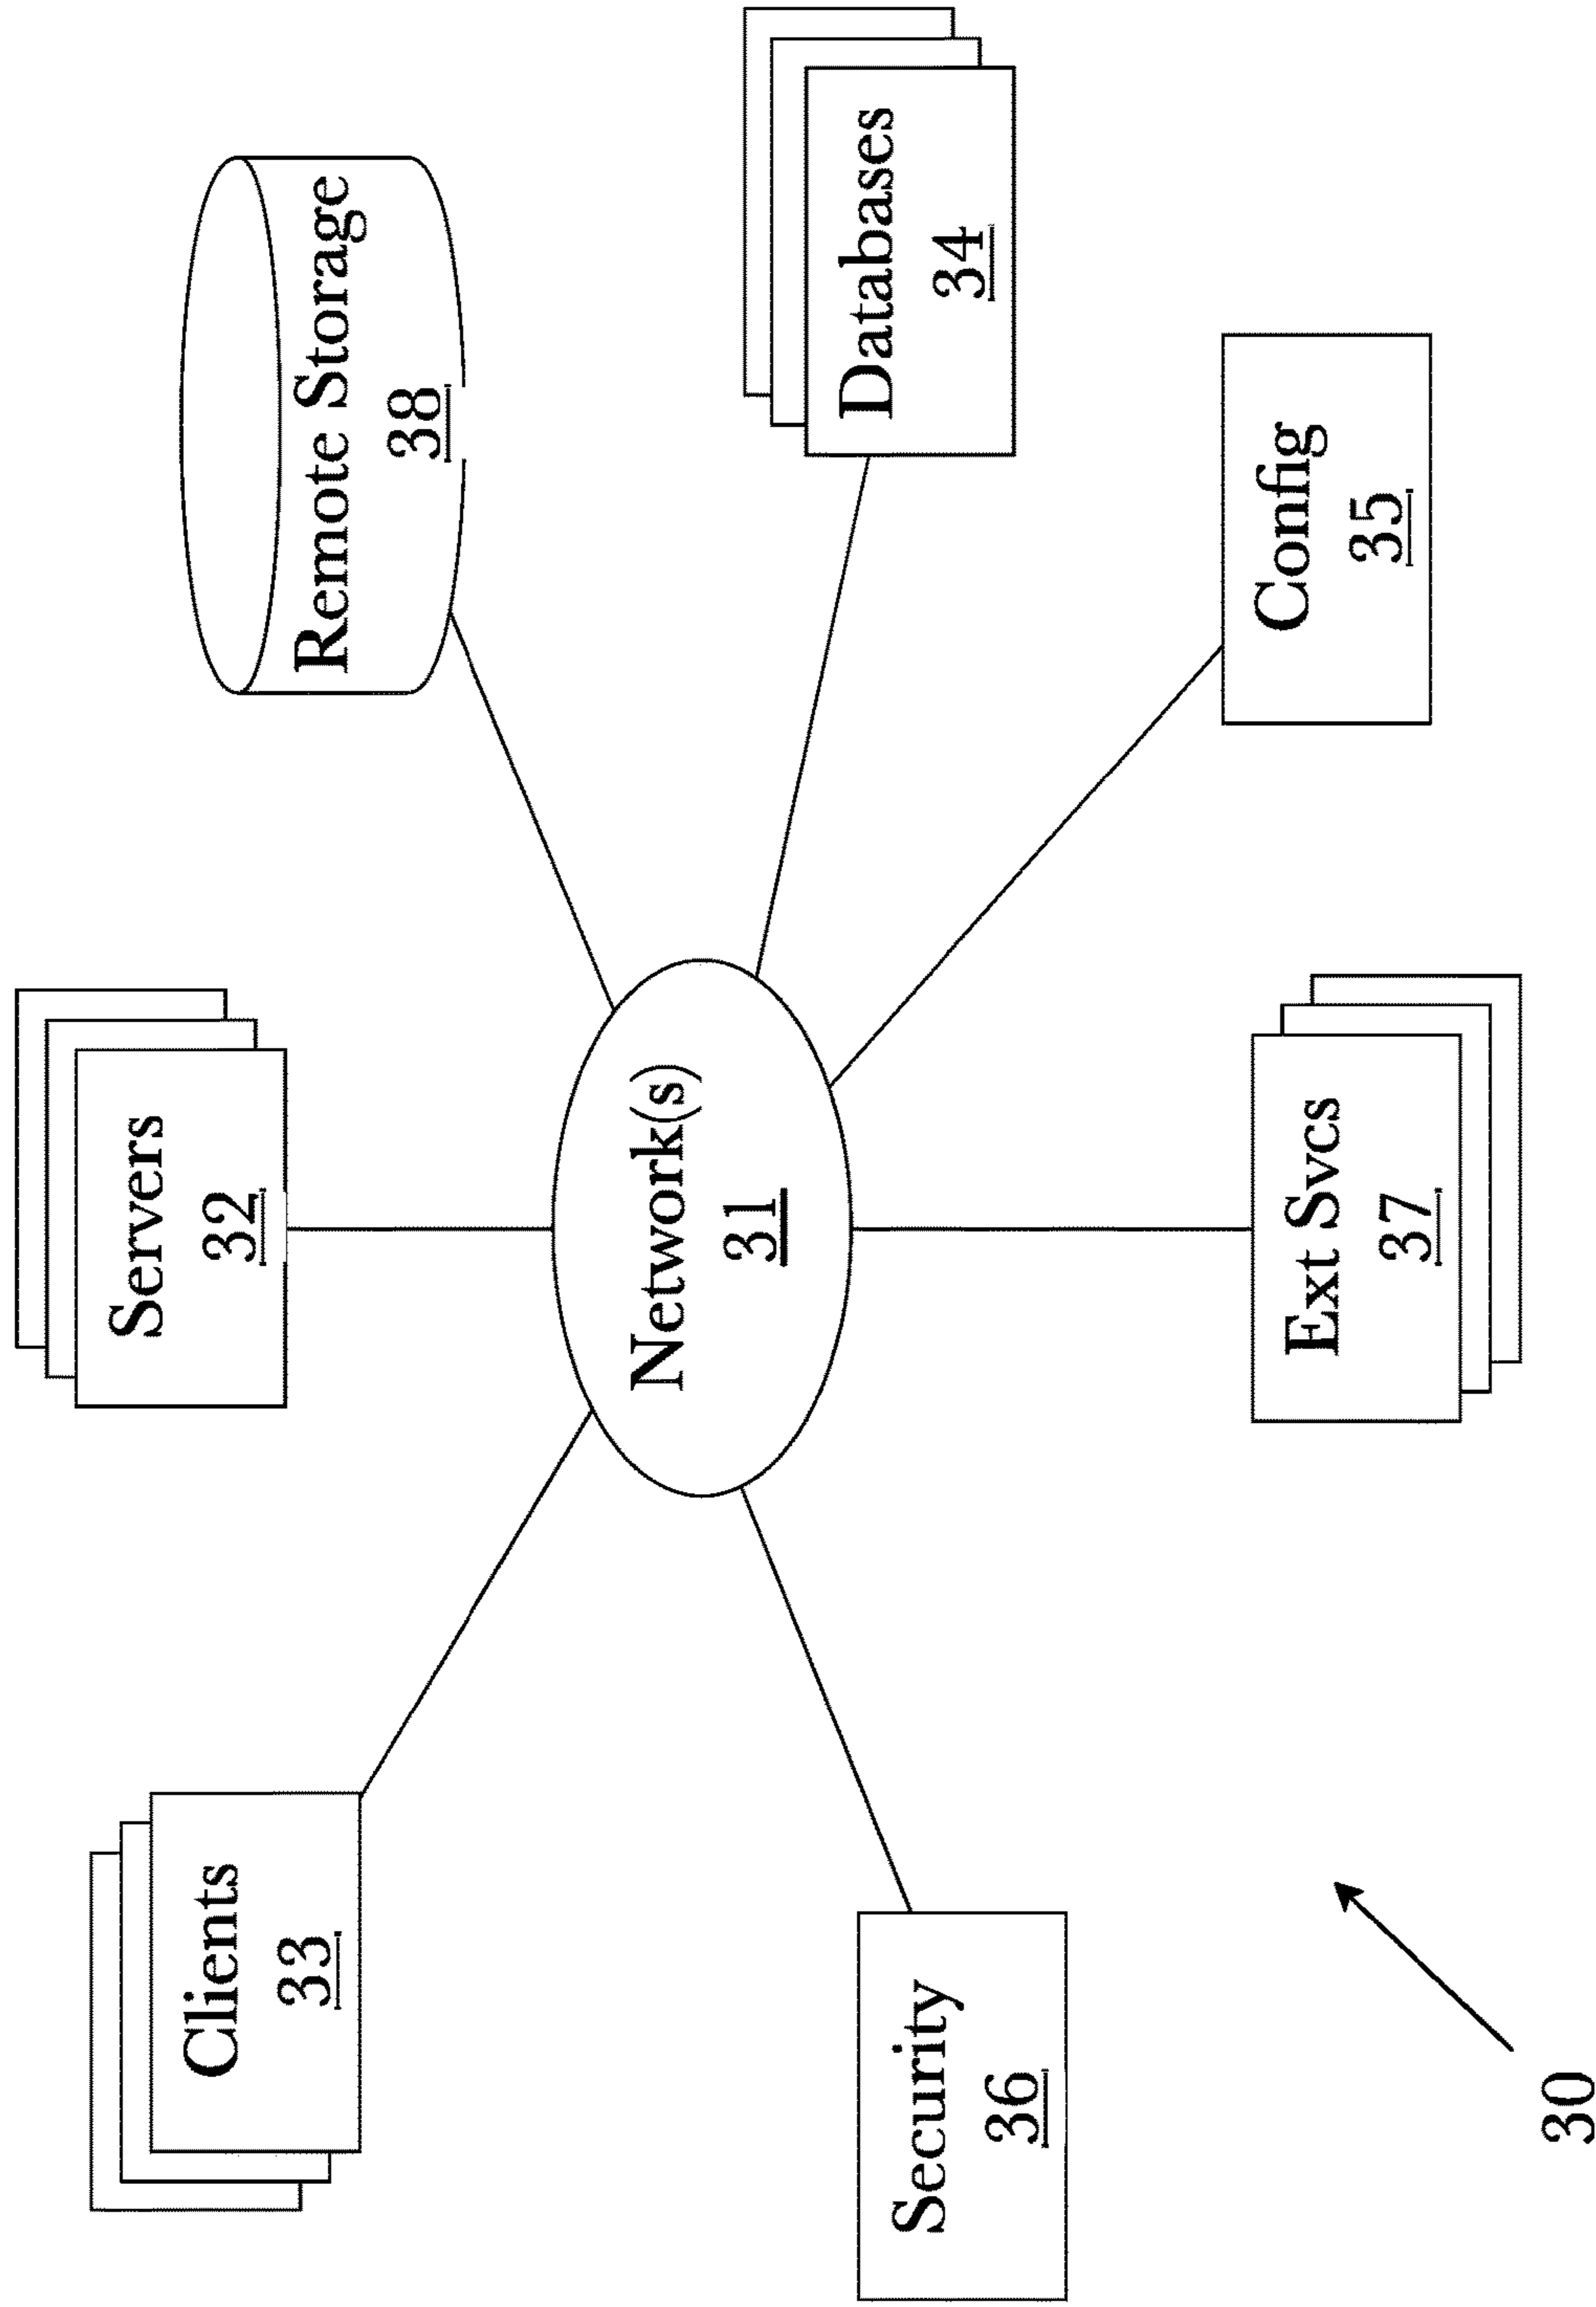 Servers
32
Remote Storage
38
Clients
33
Network(s)
31
Databases
34
Security
36
Ext Svcs
37
Config
35
30